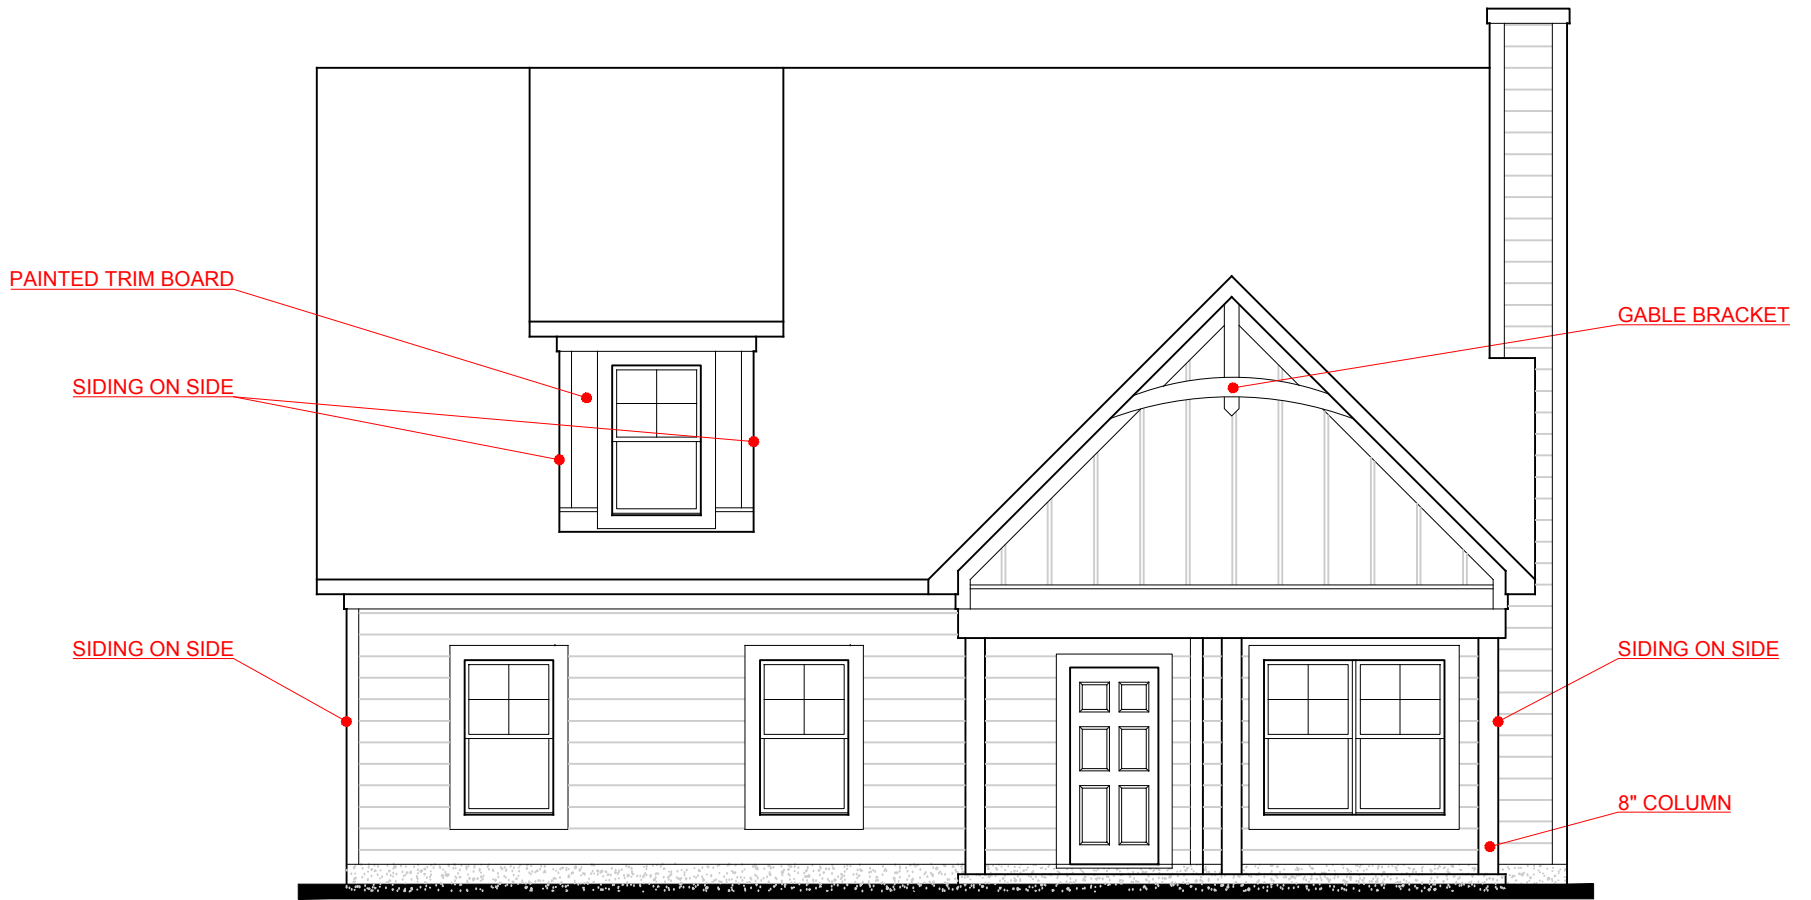 PAINTED TRIM BOARD
GABLE BRACKET
SIDING ON SIDE
SIDING ON SIDE
SIDING ON SIDE
8" COLUMN